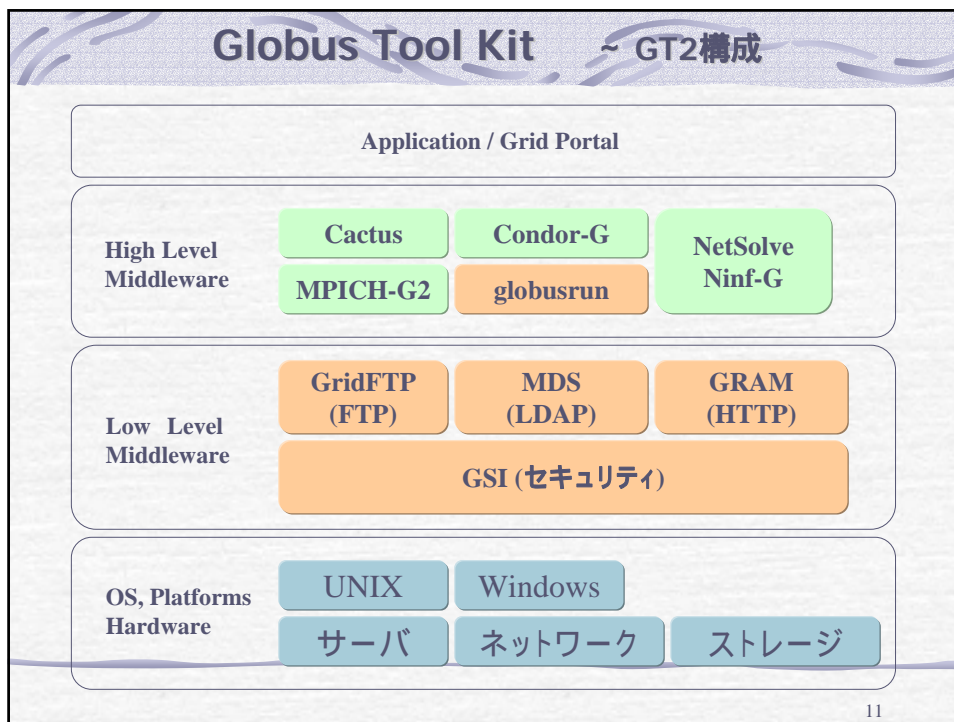 Globus Tool Kit ~ GT2構成
Application / Grid Portal
High Level
Middleware
Cactus
Condor-G
NetSolve
Ninf-G
MPICH-G2
globusrun
Low Level
Middleware
GridFTP
(FTP)
MDS
(LDAP)
GRAM
(HTTP)
GSI (セキュリティ)
OS, Platforms
Hardware
UNIX
Windows
サーバ
ネットワーク
ストレージ
11